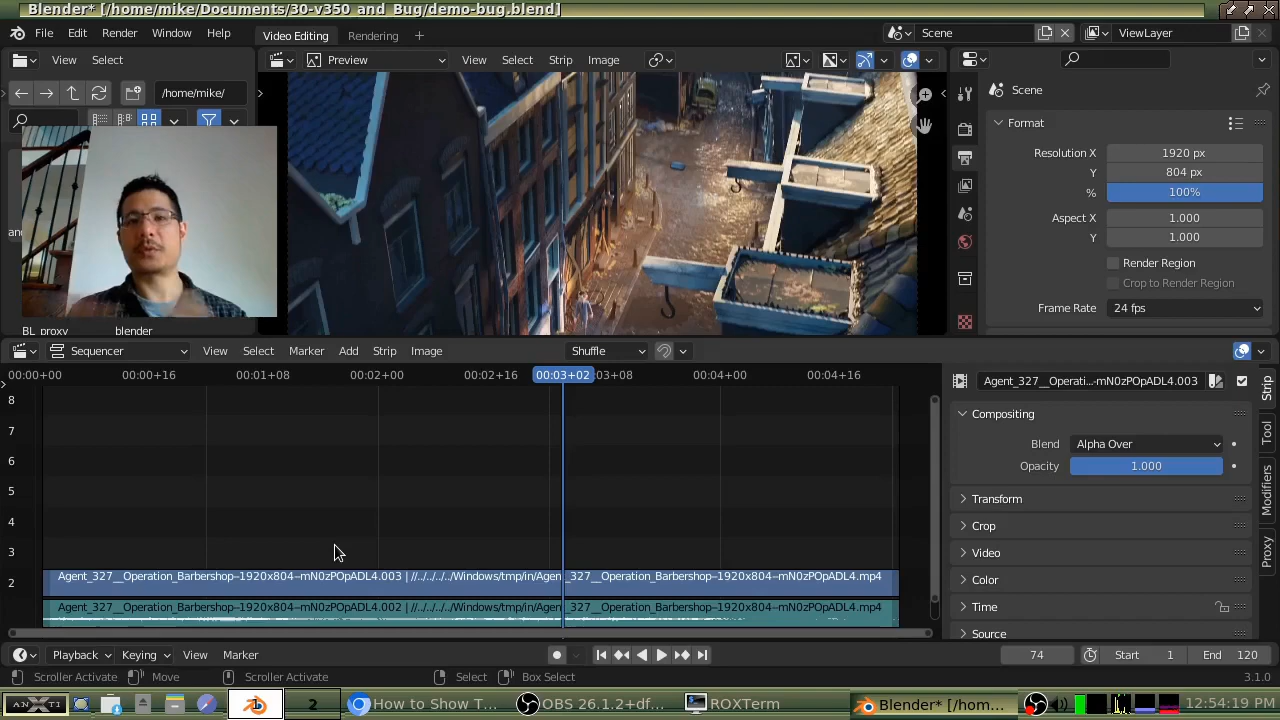 Blender* [/home/mike/Documents/30-v350_and_Bug/demo-bug.blend]
File Edit Render Window Help
Video Editing Rendering +
Scene
ViewLayer
View Select
Preview
View Select Strip Image
/home/mike/
Scene
Format
Resolution X 1920 px
Y 804 px
% 100%
Aspect X 1.000
Y 1.000
Render Region
Crop to Render Region
Frame Rate 24 fps
BL_proxy blender
Sequencer View Select Marker Add Strip Image Shuffle
00:00+00 00:00+16 00:01+08 00:02+00 00:02+16 00:03+02 :03+08 00:04+00 00:04+16
8
7
6
5
4
3
2
Agent_327__Operation_Barbershop–1920x804–mN0zPOpADL4.003 | //../../../../Windows/tmp/in/Agen_327__Operation_Barbershop–1920x804–mN0zPOpADL4.mp4
Agent_327__Operation_Barbershop–1920x804–mN0zPOpADL4.002 | //../../../../Windows/tmp/in/Agen_327__Operation_Barbershop–1920x804–mN0zPOpADL4.mp4
Agent_327__Operati...-mN0zPOpADL4.003
Compositing
Blend Alpha Over
Opacity 1.000
Transform
Crop
Video
Color
Time
Source
Strip
Tool
Modifiers
Proxy
Playback Keying View Marker
74 Start 1 End 120
Scroller Activate Move Scroller Activate Select Box Select 3.1.0
ANTIX 1 2 How to Show T... OBS 26.1.2+df... ROXTerm Blender* [/hom... 12:54:19 PM